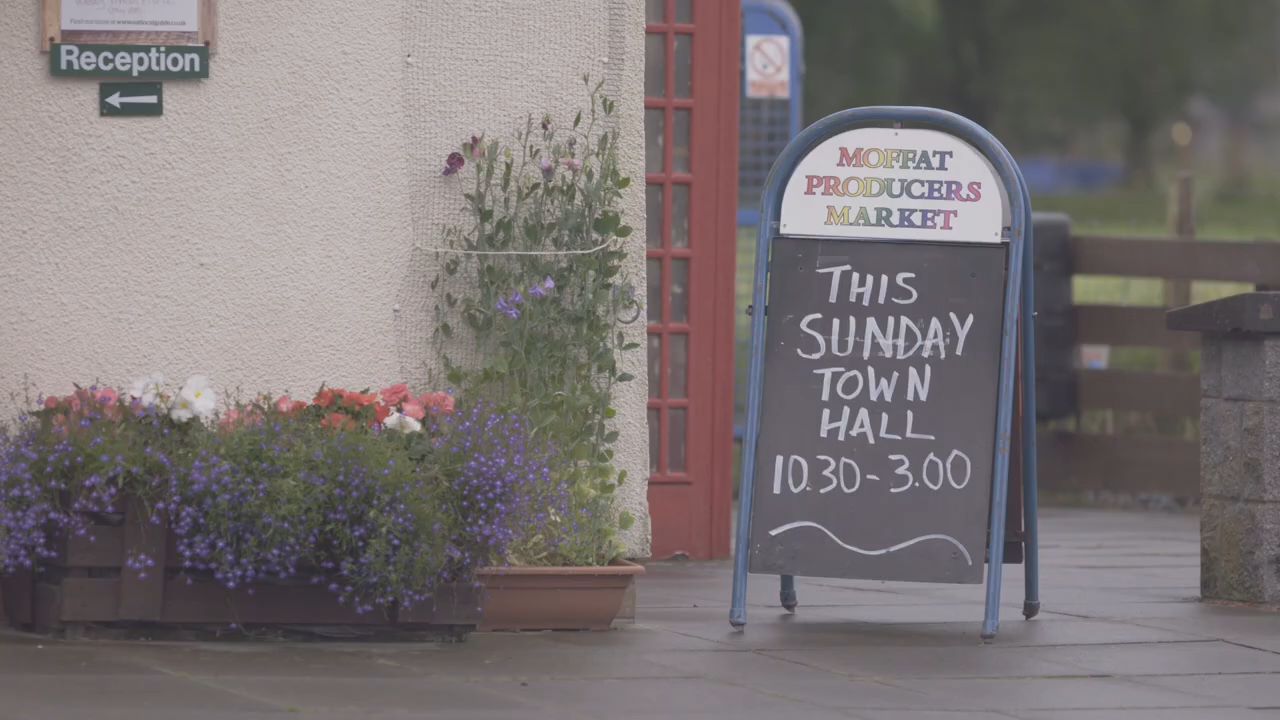 Reception
MOFFAT
PRODUCERS
MARKET
THIS
SUNDAY
TOWN
HALL
10.30-3.00